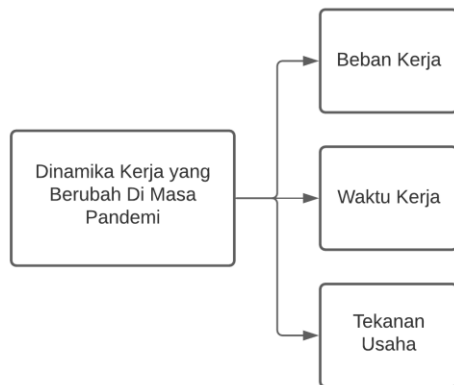 Dinamika Kerja yang
Berubah Di Masa
Pandemi
Beban Kerja
Waktu Kerja
Tekanan
Usaha